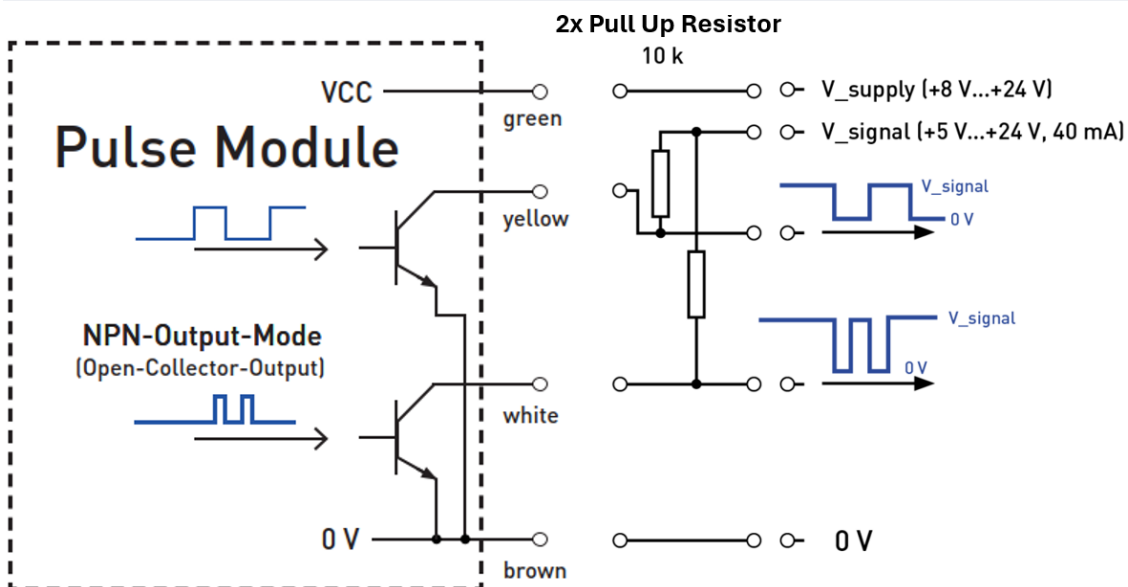 2x Pull Up Resistor
10 k
VCC
green
V_supply (+8 V...+24 V)
V_signal (+5 V...+24 V, 40 mA)
Pulse Module
yellow
V_signal
0 V
NPN-Output-Mode
(Open-Collector-Output)
V_signal
0 V
white
0 V
brown
0 V